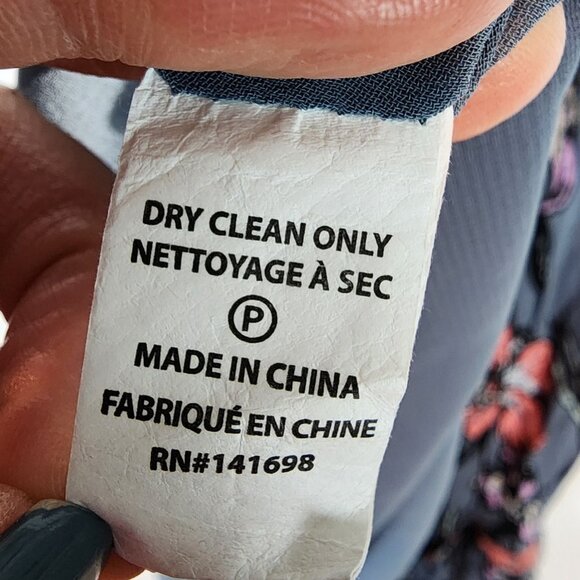 DRY CLEAN ONLY
NETTOYAGE À SEC
P
MADE IN CHINA
FABRIQUÉ EN CHINE
RN#141698